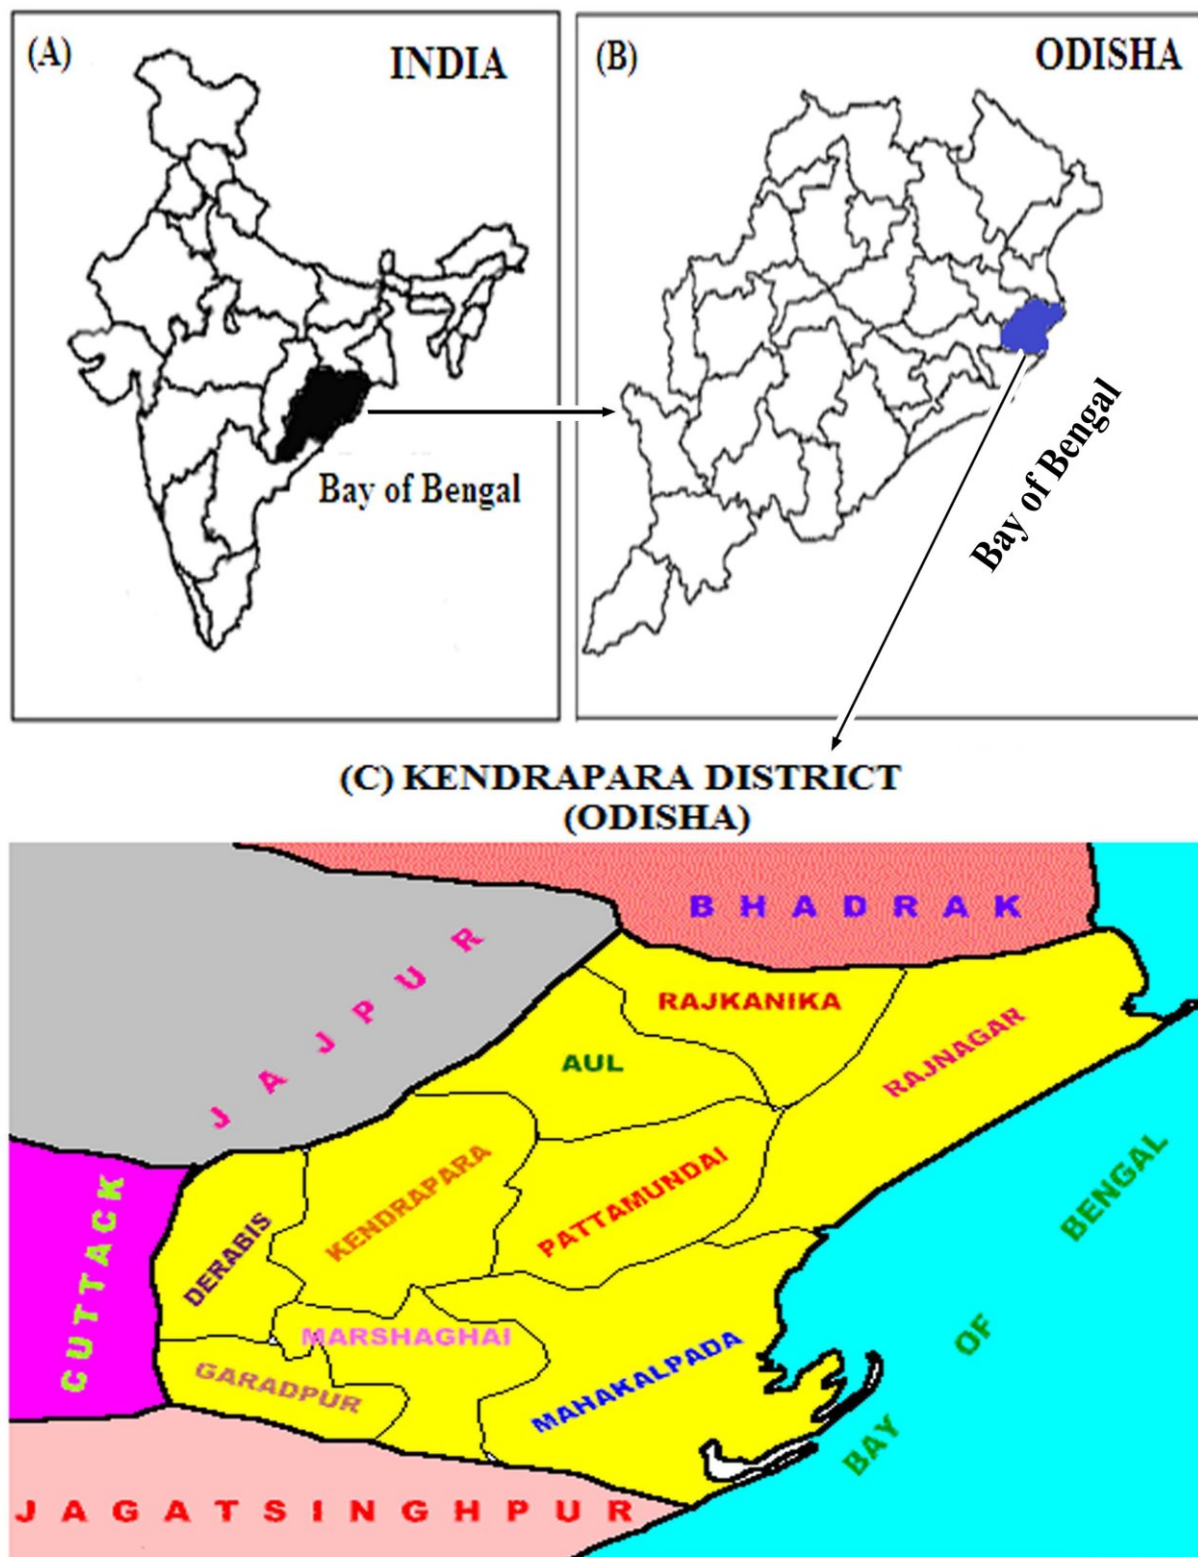 (A)
INDIA
Bay of Bengal
(B)
ODISHA
Bay of Bengal
(C) KENDRAPARA DISTRICT
(ODISHA)
BHADRAK
JAJPUR
RAJKANIKA
AUL
RAJNAGAR
KENDRAPARA
PATTAMUNDAI
DERABIS
CUTTACK
MARSHAGHAI
GARADPUR
MAHAKALPADA
BAY OF BENGAL
JAGATSINGHPUR